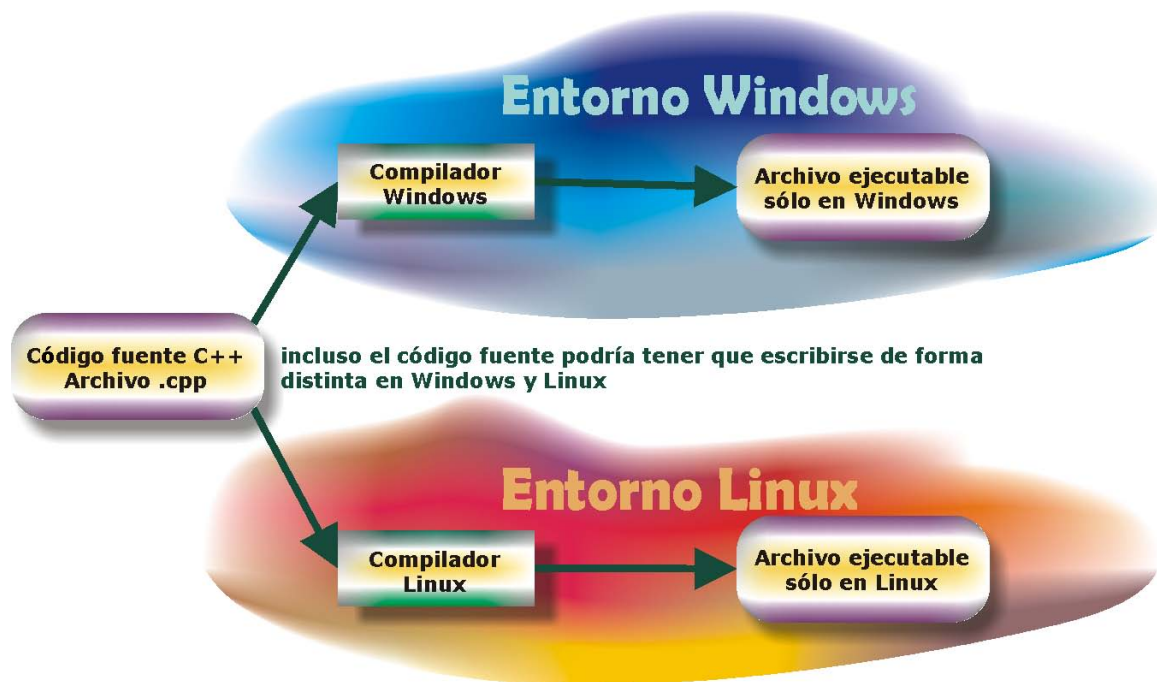 Entorno Windows
Compilador
Windows
Archivo ejecutable
sólo en Windows
Código fuente C++
Archivo .cpp
incluso el código fuente podría tener que escribirse de forma
distinta en Windows y Linux
Entorno Linux
Compilador
Linux
Archivo ejecutable
sólo en Linux